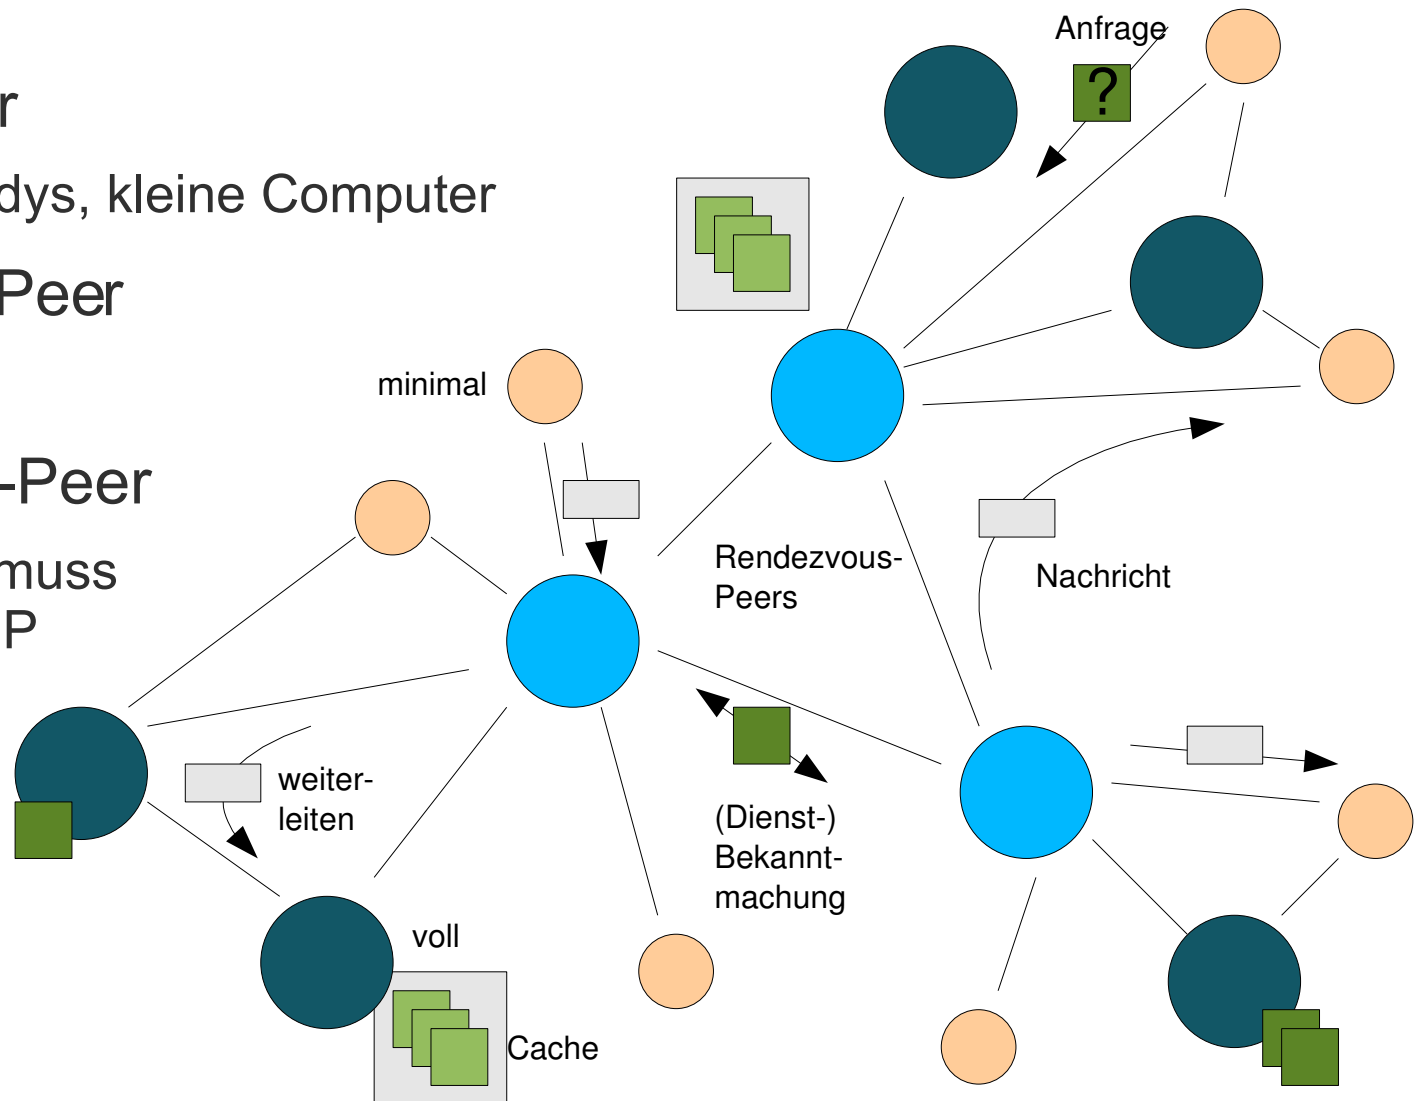 r
dys, kleine Computer
Peer
-Peer
muss
P
Anfrage
?
minimal
Rendezvous-
Peers
Nachricht
weiter-
leiten
(Dienst-)
Bekannt-
machung
voll
Cache